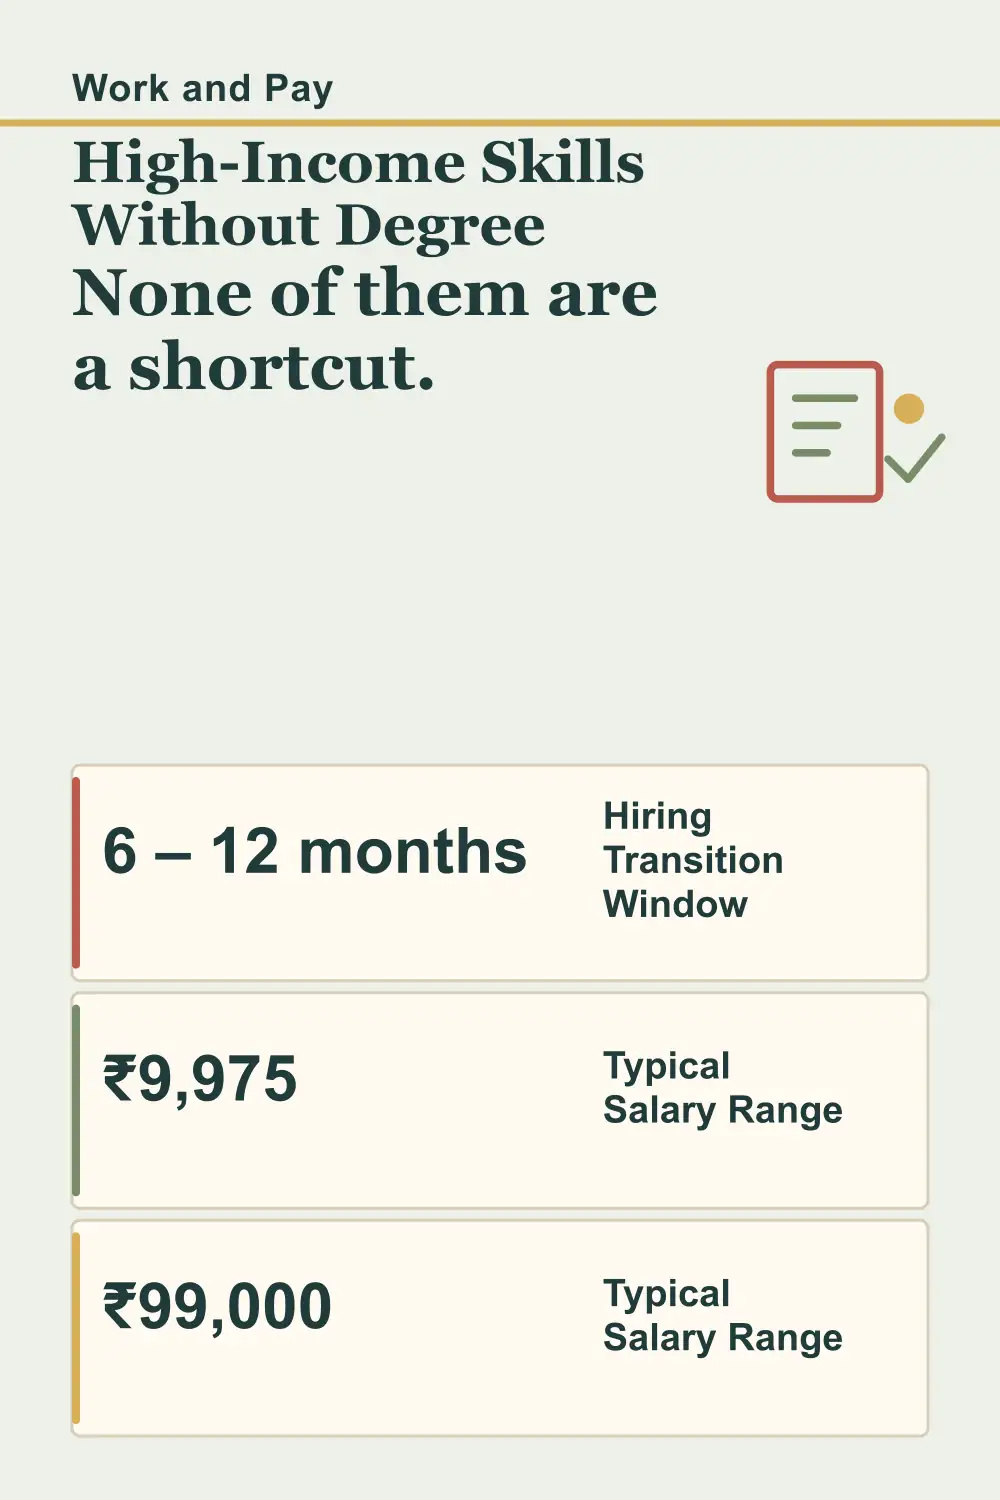 Work and Pay
High-Income Skills
Without Degree
None of them are
a shortcut.
6 – 12 months
Hiring
Transition
Window
₹9,975
Typical
Salary Range
₹99,000
Typical
Salary Range